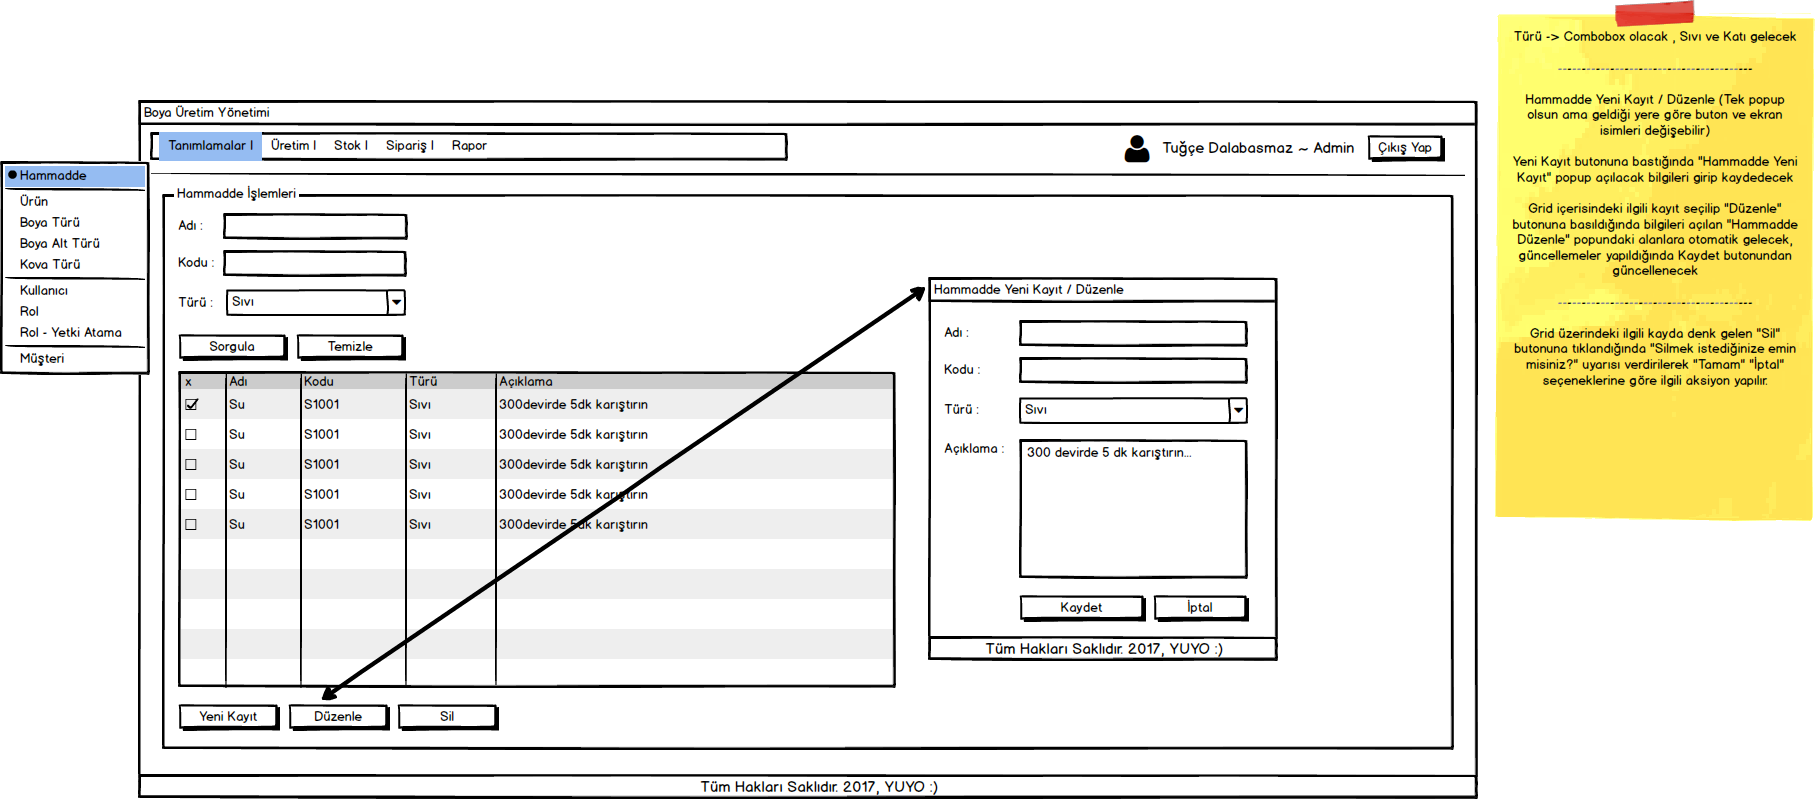 Boya Üretim Yönetimi
Tanımlamalar | Üretim | Stok | Sipariş | Rapor
Tuğçe Dalabasmaz ~ Admin
Çıkış Yap
Hammadde
Ürün
Boya Türü
Boya Alt Türü
Kova Türü
Kullanıcı
Rol
Rol - Yetki Atama
Müşteri
Hammadde İşlemleri
Adı :
Kodu :
Türü : Sıvı
Sorgula Temizle
x Adı Kodu Türü Açıklama
Su S1001 Sıvı 300devirde 5dk karıştırın
Su S1001 Sıvı 300devirde 5dk karıştırın
Su S1001 Sıvı 300devirde 5dk karıştırın
Su S1001 Sıvı 300devirde 5dk karıştırın
Su S1001 Sıvı 300devirde 5dk karıştırın
Yeni Kayıt Düzenle Sil
Hammadde Yeni Kayıt / Düzenle
Adı :
Kodu :
Türü : Sıvı
Açıklama : 300 devirde 5 dk karıştırın...
Kaydet İptal
Tüm Hakları Saklıdır. 2017, YUYO :)
Tüm Hakları Saklıdır. 2017, YUYO :)
Türü -> Combobox olacak , Sıvı ve Katı gelecek
------------------------------------
Hammadde Yeni Kayıt / Düzenle (Tek popup
olsun ama geldiği yere göre buton ve ekran
isimleri değişebilir)
Yeni Kayıt butonuna bastığında "Hammadde Yeni
Kayıt" popup açılacak bilgileri girip kaydedecek
Grid içerisindeki ilgili kayıt seçilip "Düzenle"
butonuna basıldığında bilgileri açılan "Hammadde
Düzenle" popundaki alanlara otomatik gelecek,
güncellemeler yapıldığında Kaydet butonundan
güncellenecek
------------------------------------
Grid üzerindeki ilgili kayda denk gelen "Sil"
butonuna tıklandığında "Silmek istediğinize emin
misiniz?" uyarısı verdirilerek "Tamam" "İptal"
seçeneklerine göre ilgili aksiyon yapılır.